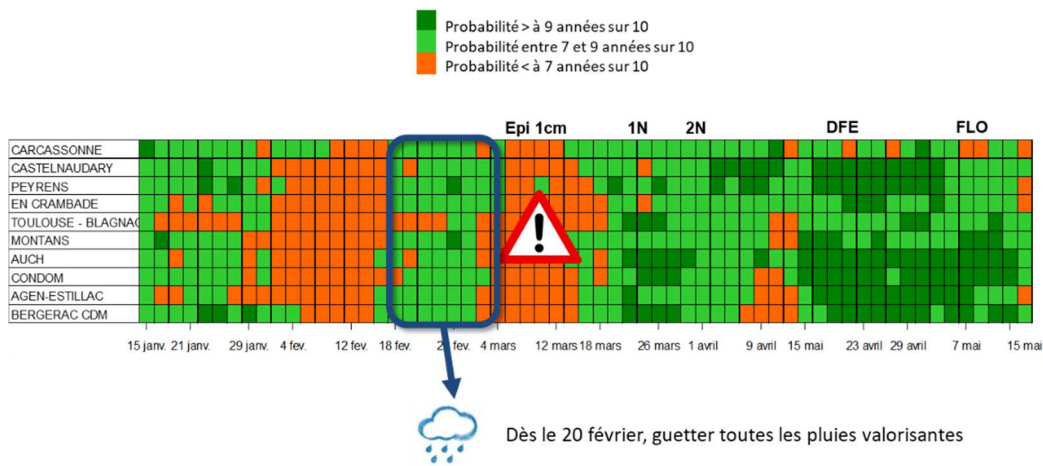 Probabilité > à 9 années sur 10
Probabilité entre 7 et 9 années sur 10
Probabilité < à 7 années sur 10
Epi 1cm 1N 2N DFE FLO
CARCASSONNE
CASTELNAUDARY
PEYRENS
EN CRAMBADE
TOULOUSE - BLAGNAC
MONTANS
AUCH
CONDOM
AGEN-ESTILLAC
BERGERAC CDM
15 janv. 21 janv. 29 janv. 4 fev. 12 fev. 18 fev. fev. 4 mars 12 mars 18 mars 26 mars 1 avril 9 avril 15 mai 23 avril 29 avril 7 mai 15 mai
Dès le 20 février, guetter toutes les pluies valorisantes